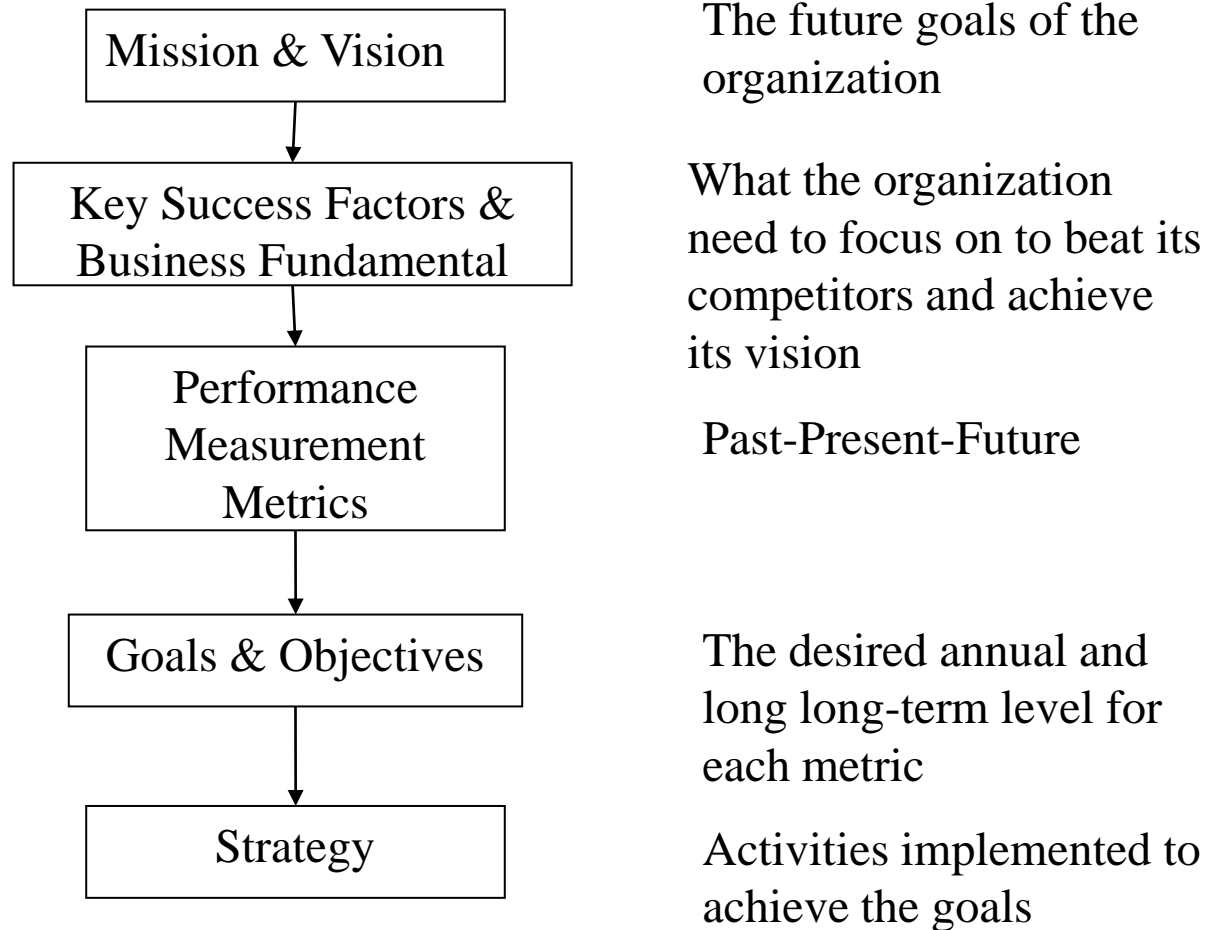 Mission & Vision
The future goals of the
organization
Key Success Factors &
Business Fundamental
What the organization
need to focus on to beat its
competitors and achieve
its vision
Performance
Measurement
Metrics
Past-Present-Future
Goals & Objectives
The desired annual and
long long-term level for
each metric
Strategy
Activities implemented to
achieve the goals